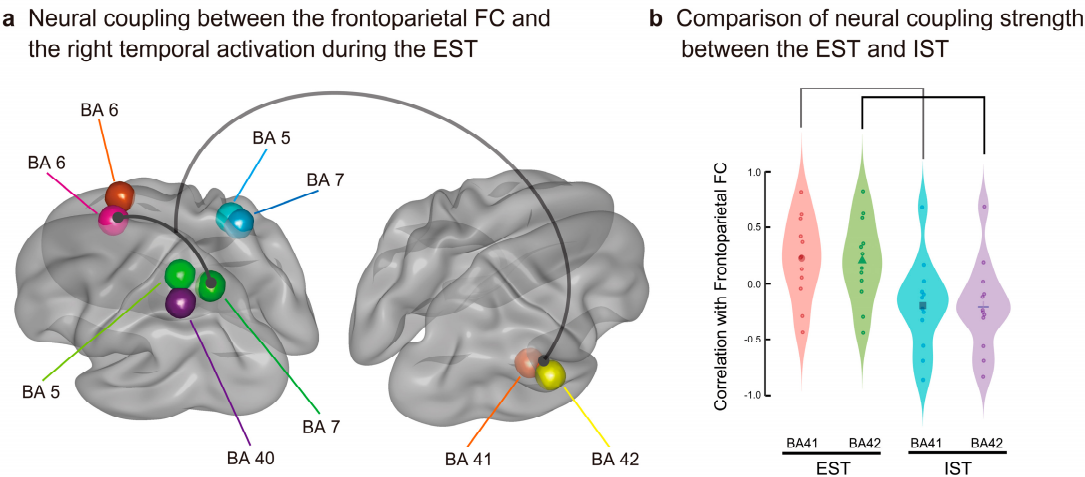 a Neural coupling between the frontoparietal FC and
the right temporal activation during the EST
BA 6
BA 6
BA 5
BA 7
BA 5
BA 7
BA 40
BA 41
BA 42
b Comparison of neural coupling strength
between the EST and IST
Correlation with Frontoparietal FC
1.0
0.5
0.0
-0.5
-1.0
BA41
BA42
BA41
BA42
EST
IST